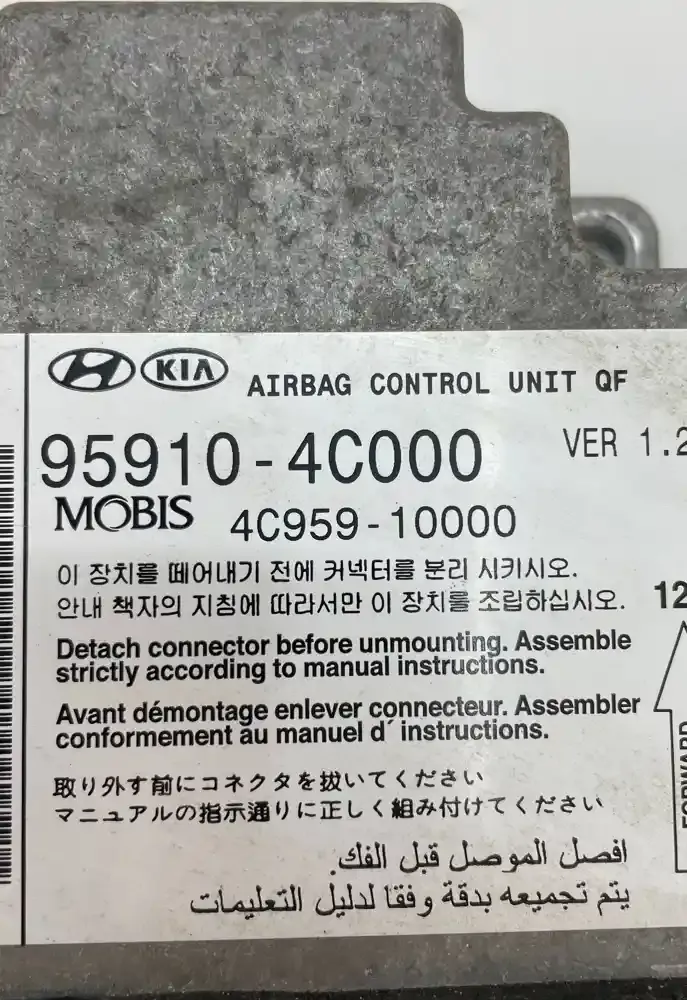 KIA AIRBAG CONTROL UNIT QF
95910-4C000 VER 1.2
MOBIS 4C959-10000
이 장치를 떼어내기 전에 커넥터를 분리 시키시오.
안내 책자의 지침에 따라서만 이 장치를 조립하십시오.
12
Detach connector before unmounting. Assemble
strictly according to manual instructions.
Avant démontage enlever connecteur. Assembler
conformement au manuel d´instructions.
取り外す前にコネクタを抜いてください
マニュアルの指示通りに正しく組み付けてください
افصل الموصل قبل الفك.
يتم تجميعه بدقة وفقا لدليل التعليمات
FORWARD